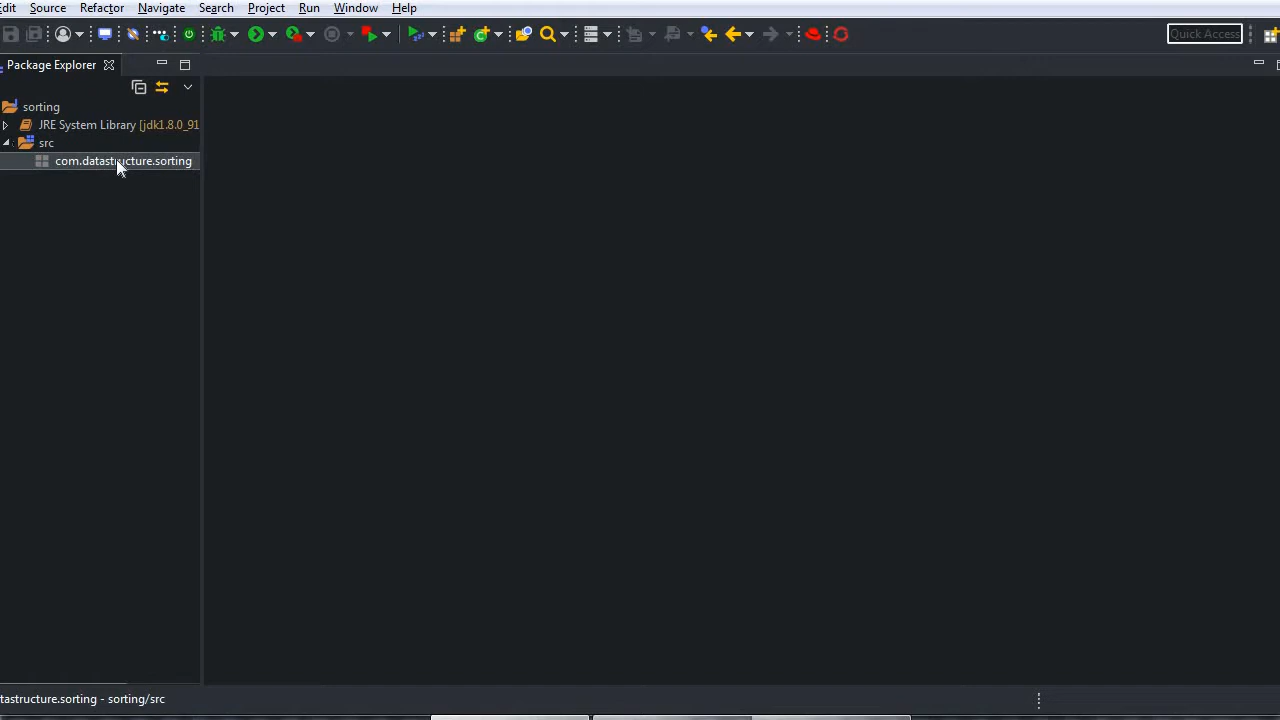 dit Source Refactor Navigate Search Project Run Window Help
Quick Access
Package Explorer
sorting
JRE System Library [jdk1.8.0_91
src
com.datastructure.sorting
tastructure.sorting - sorting/src